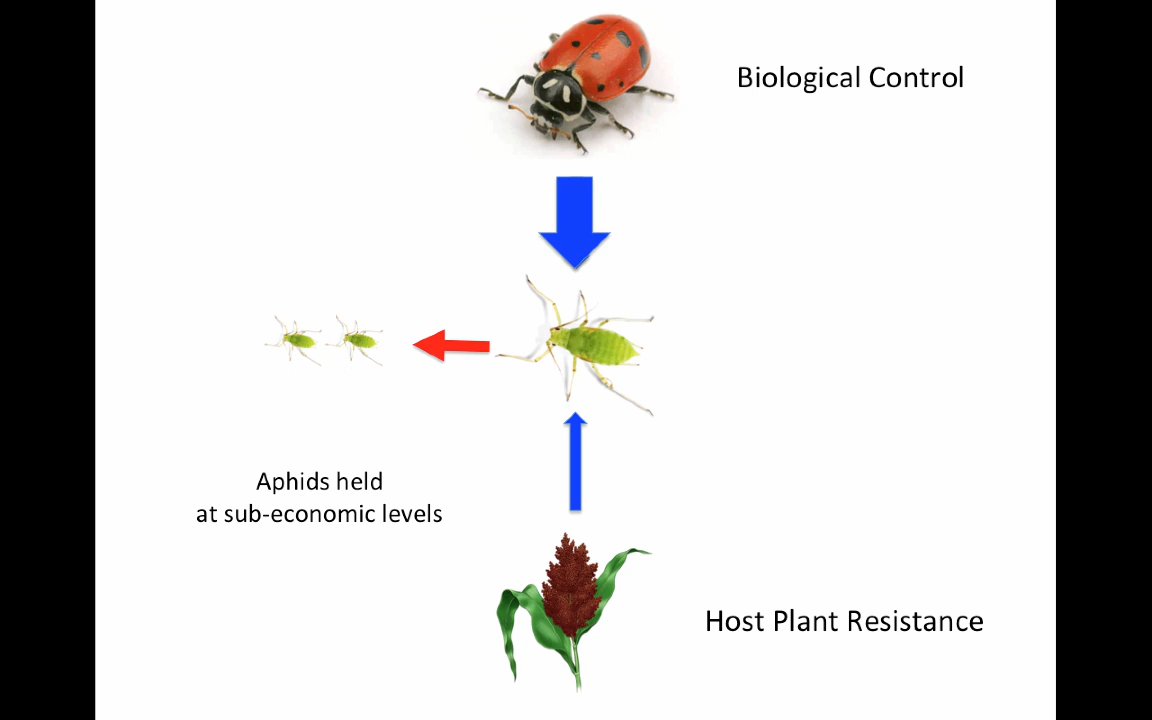 Biological Control
Aphids held
at sub-economic levels
Host Plant Resistance